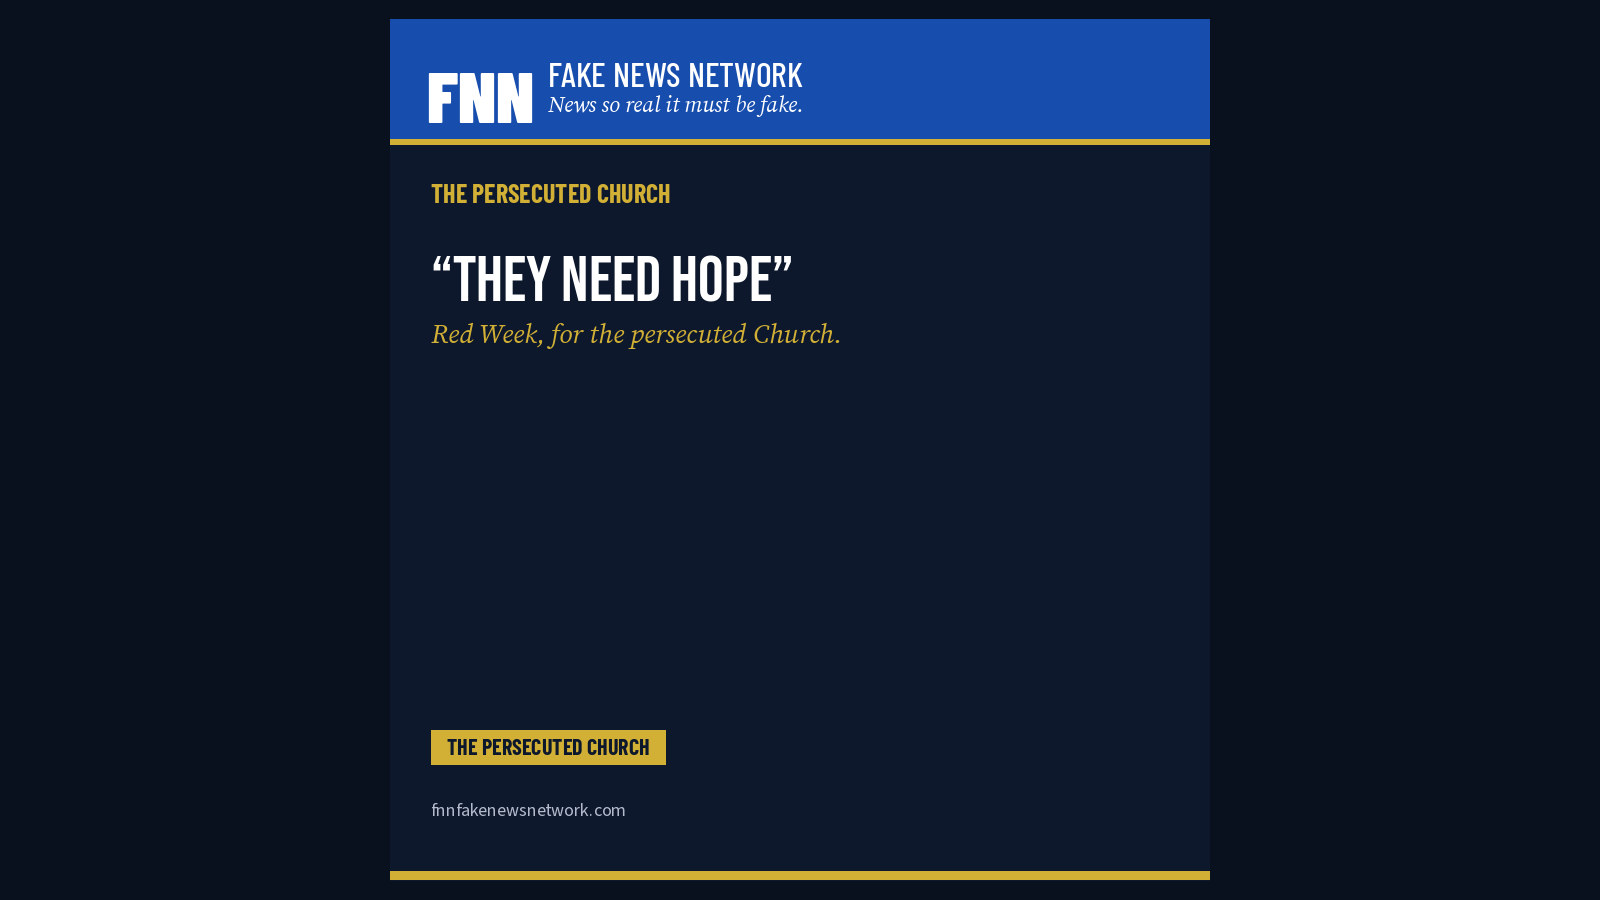 FNN
FAKE NEWS NETWORK
News so real it must be fake.
THE PERSECUTED CHURCH
“THEY NEED HOPE”
Red Week, for the persecuted Church.
THE PERSECUTED CHURCH
fnnfakenewsnetwork.com